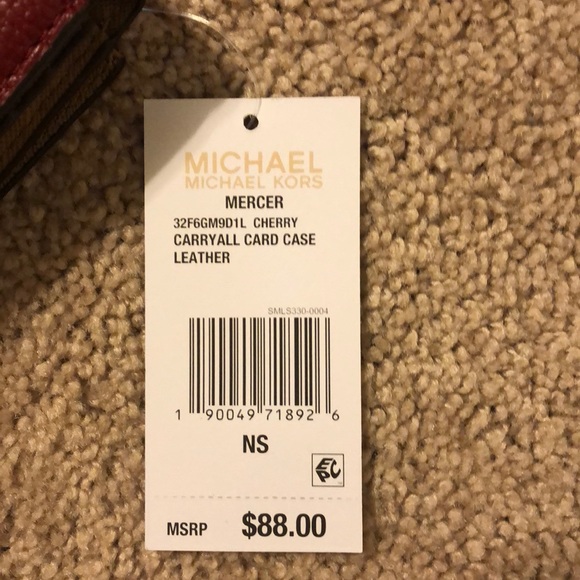 MICHAEL
MICHAEL KORS
MERCER
32F6GM9D1L CHERRY
CARRYALL CARD CASE
LEATHER
SMLS330-0004
1 90049 71892 6
NS
EPC
MSRP $88.00